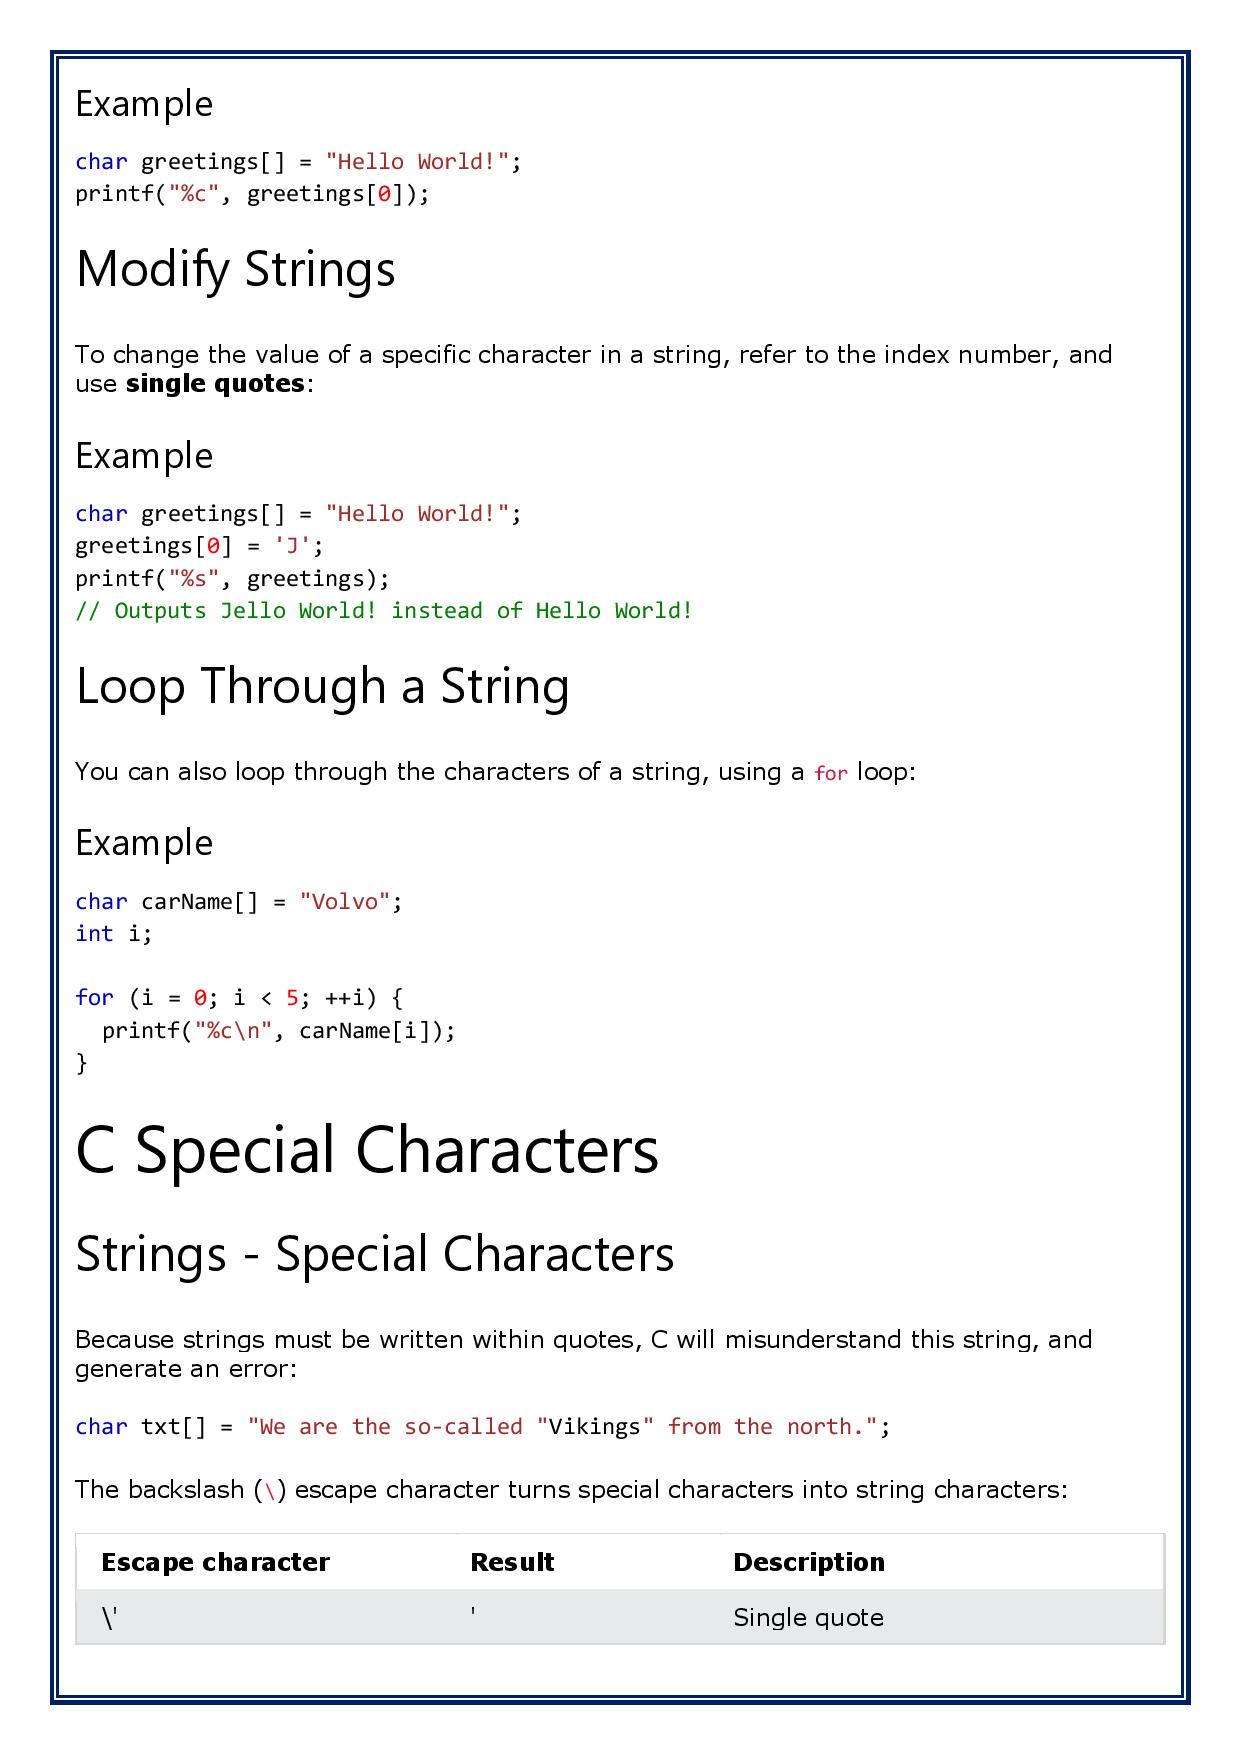 Example
char greetings[] = "Hello World!";
printf("%c", greetings[0]);
Modify Strings
To change the value of a specific character in a string, refer to the index number, and
use single quotes:
Example
char greetings[] = "Hello World!";
greetings[0] = 'J';
printf("%s", greetings);
// Outputs Jello World! instead of Hello World!
Loop Through a String
You can also loop through the characters of a string, using a for loop:
Example
char carName[] = "Volvo";
int i;
for (i = 0; i < 5; ++i) {
  printf("%c\n", carName[i]);
}
C Special Characters
Strings - Special Characters
Because strings must be written within quotes, C will misunderstand this string, and
generate an error:
char txt[] = "We are the so-called "Vikings" from the north.";
The backslash (\) escape character turns special characters into string characters:
Escape character Result Description
\' ' Single quote